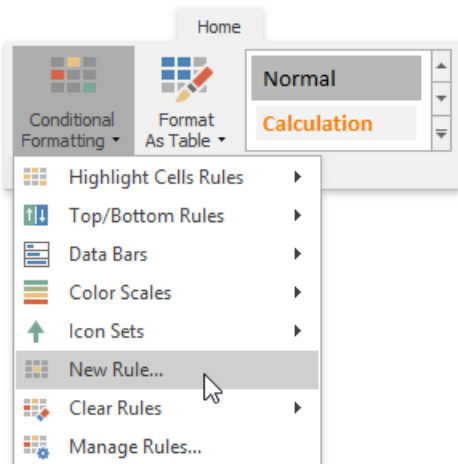 Home
Conditional
Formatting
Format
As Table
Normal
Calculation
Highlight Cells Rules
Top/Bottom Rules
Data Bars
Color Scales
Icon Sets
New Rule...
Clear Rules
Manage Rules...